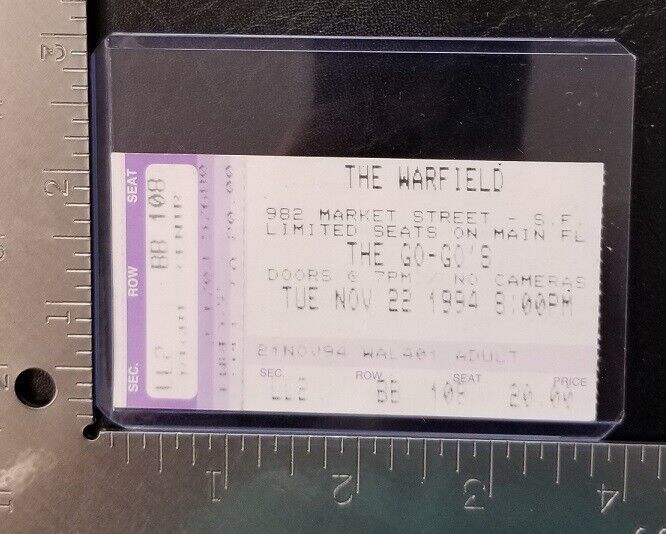 THE WARFIELD
982 MARKET STREET - S.F.
LIMITED SEATS ON MAIN FL
THE GO-GO'S
DOORS @ 7PM / NO CAMERAS
TUE NOV 22 1994 8:00PM
21NOV94 WAL401 ADULT
SEC. ROW SEAT PRICE
BB 108 20.00
SEC. ROW SEAT
BB 108
1 2 3 4
2 3